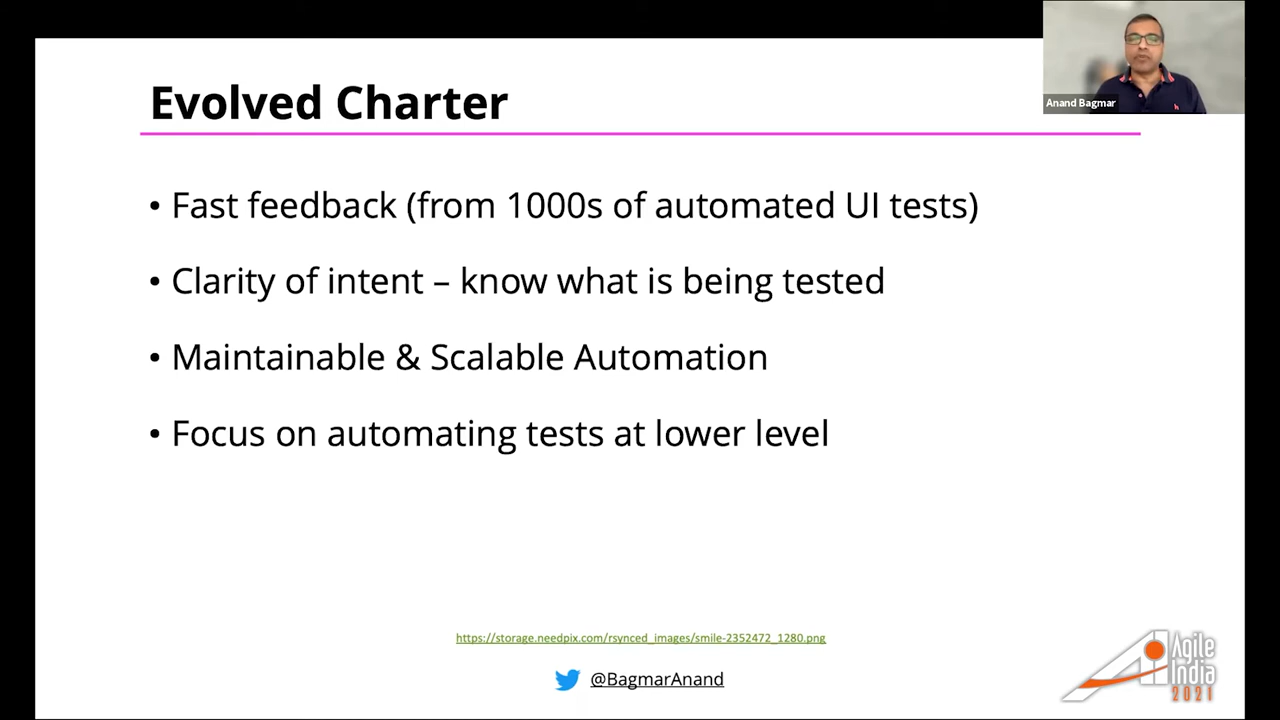 Evolved Charter
Anand Bagmar
• Fast feedback (from 1000s of automated UI tests)
• Clarity of intent – know what is being tested
• Maintainable & Scalable Automation
• Focus on automating tests at lower level
https://storage.needpix.com/rsynced_images/smile-2352472_1280.png
@BagmarAnand
Agile
India
2021